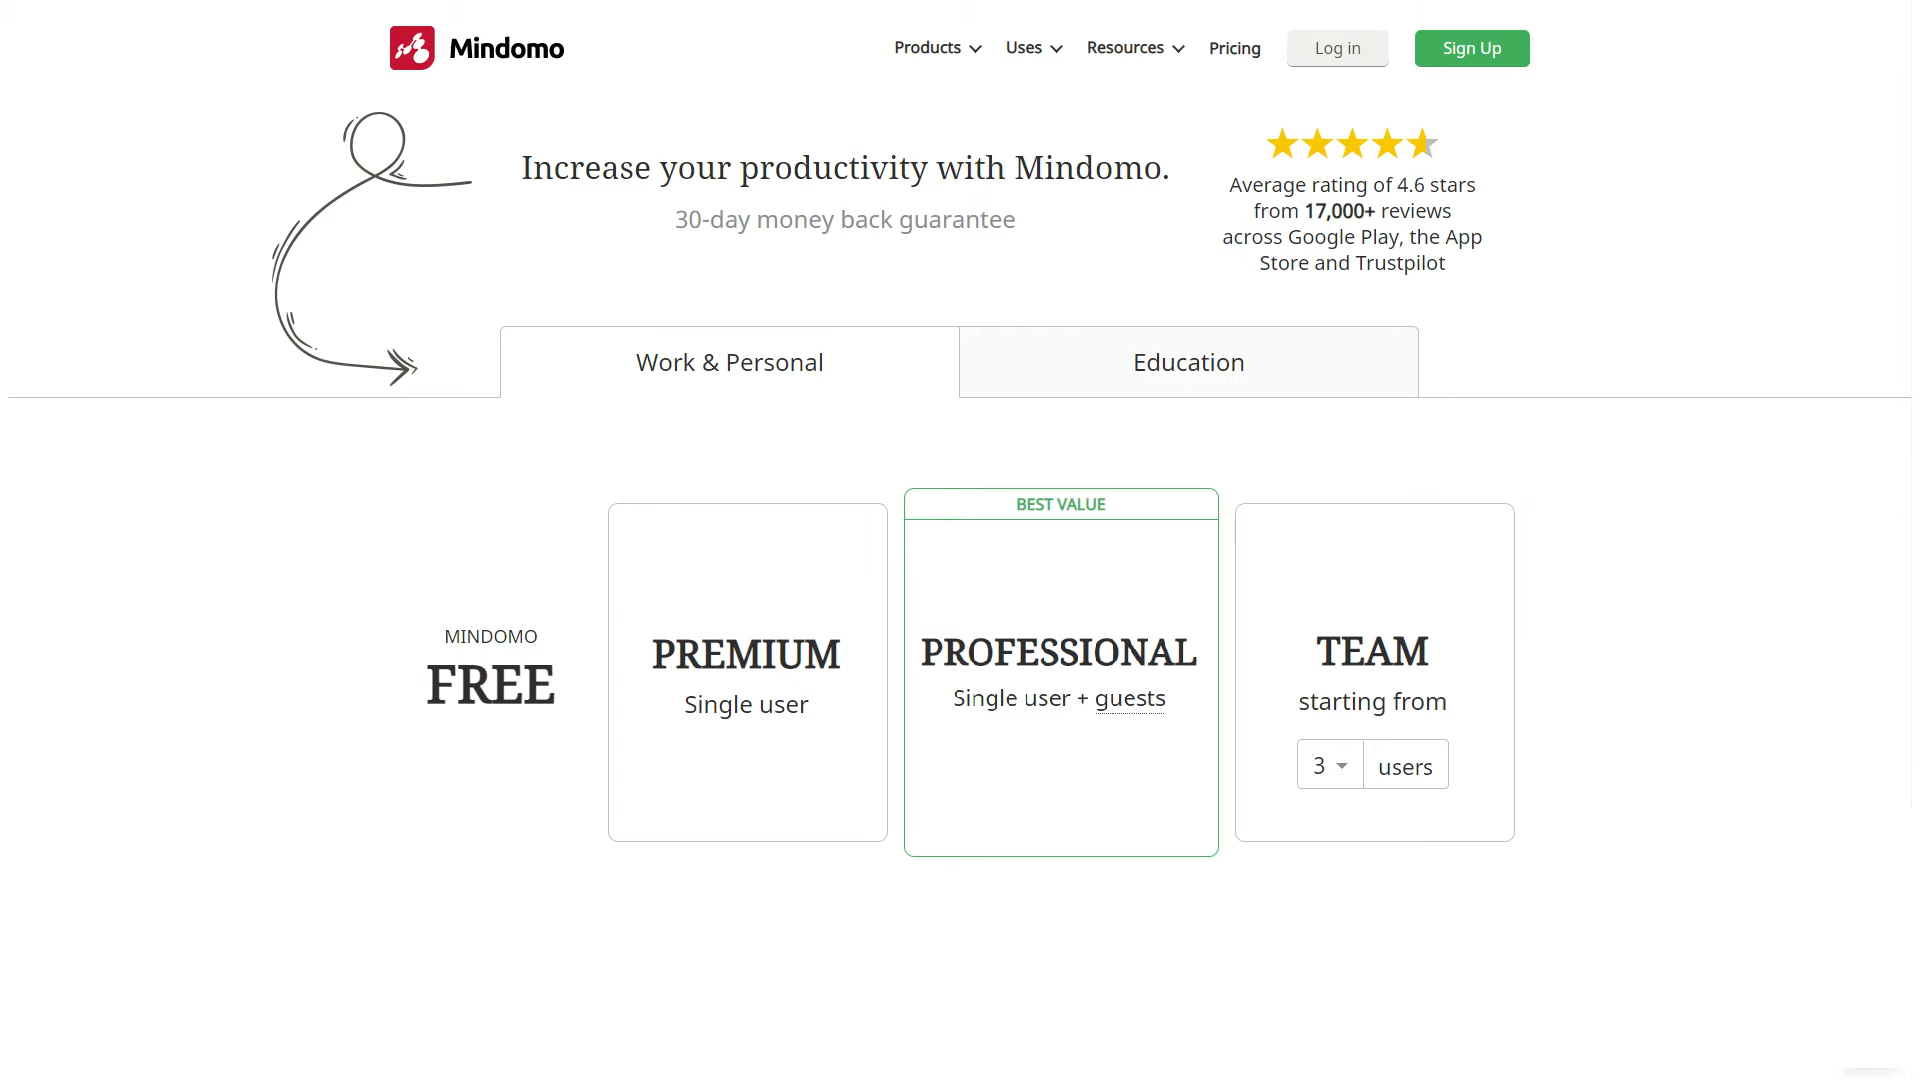 Mindomo
Products
Uses
Resources
Pricing
Log in
Sign Up
Increase your productivity with Mindomo.
30-day money back guarantee
Average rating of 4.6 stars
from 17,000+ reviews
across Google Play, the App
Store and Trustpilot
Work & Personal
Education
MINDOMO
FREE
PREMIUM
Single user
BEST VALUE
PROFESSIONAL
Single user + guests
TEAM
starting from
3 users